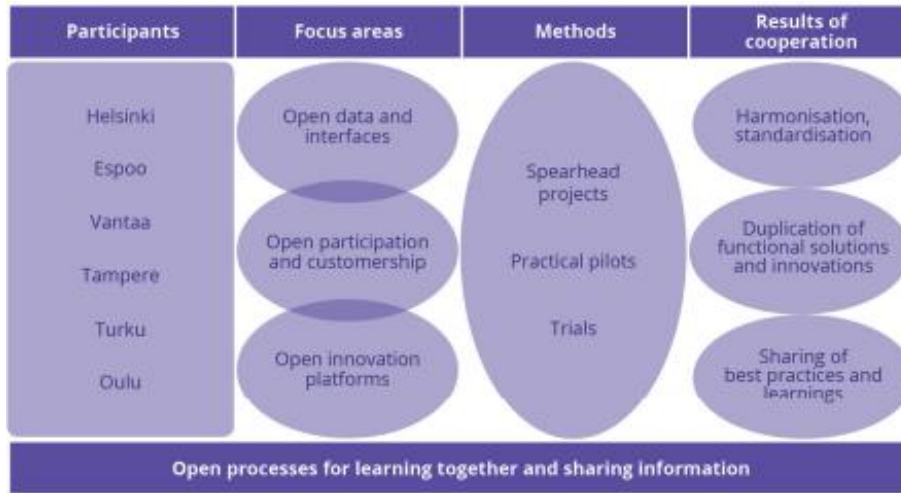 Participants
Focus areas
Methods
Results of
cooperation
Helsinki
Espoo
Vantaa
Tampere
Turku
Oulu
Open data and
interfaces
Open participation
and customership
Open innovation
platforms
Spearhead
projects
Practical pilots
Trials
Harmonisation,
standardisation
Duplication of
functional solutions
and innovations
Sharing of
best practices and
learnings
Open processes for learning together and sharing information